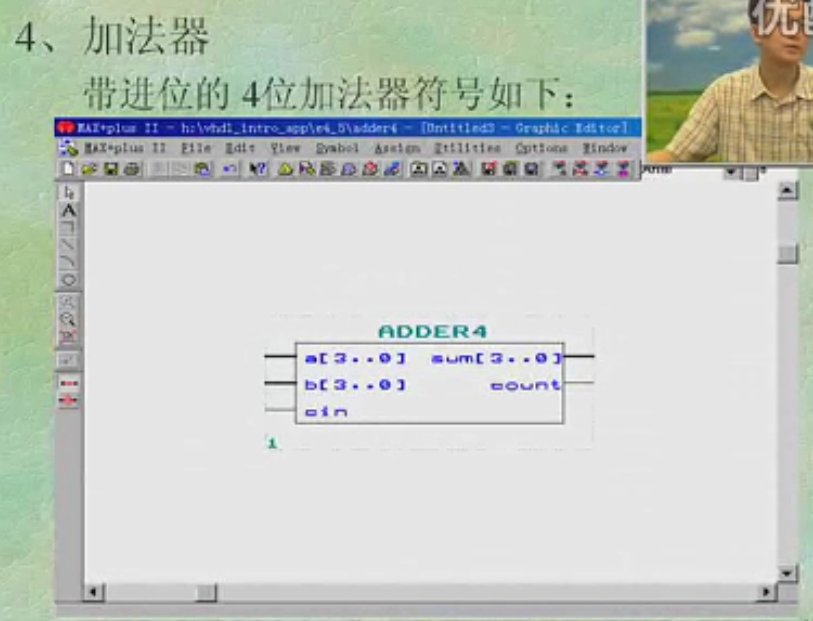 4、加法器
带进位的 4位加法器符号如下：
MAX+plus II - h:\vhdl_intro_app\e4_5\adder4 - [Untitled3 - Graphic Editor]
MAX+plus II File Edit View Symbol Assign Utilities Options Window
ADDER4
a[3..0] sum[3..0]
b[3..0] count
cin
1